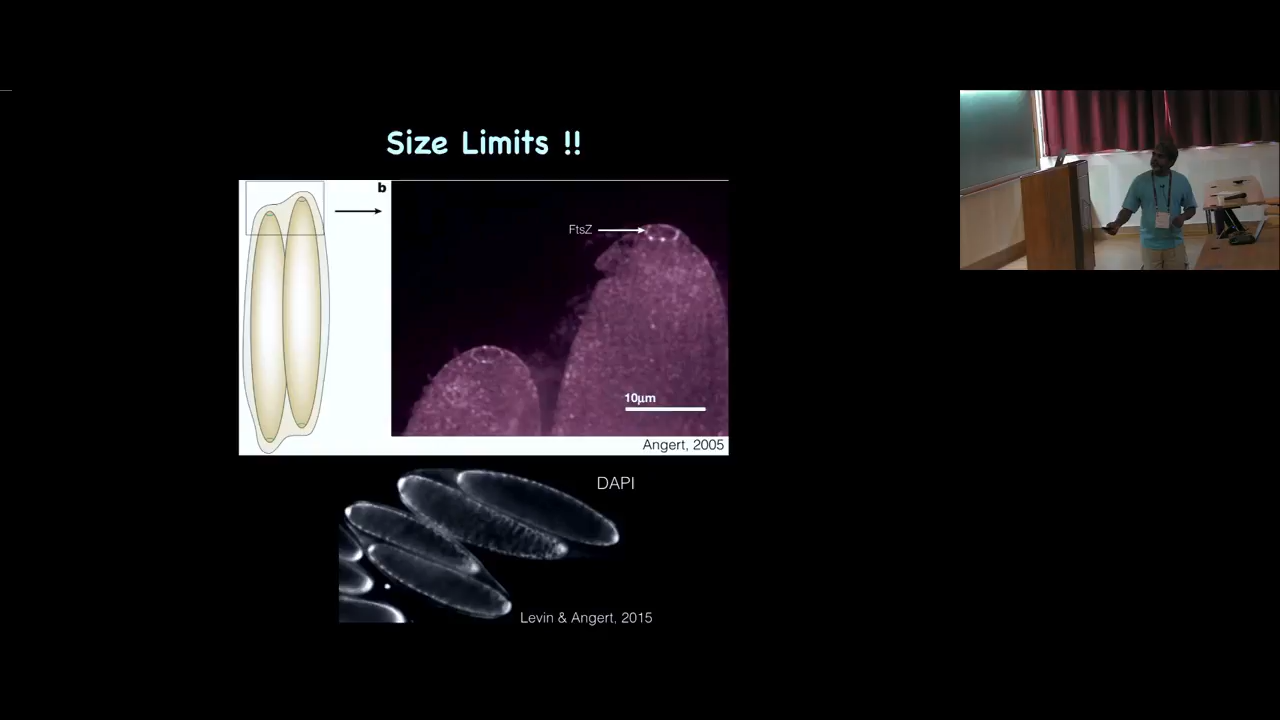 Size Limits !!
b
FtsZ
10µm
Angert, 2005
DAPI
Levin & Angert, 2015